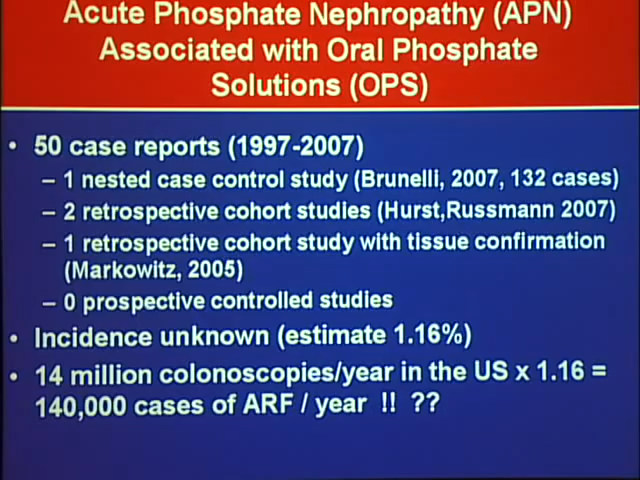 Acute Phosphate Nephropathy (APN)
Associated with Oral Phosphate
Solutions (OPS)
• 50 case reports (1997-2007)
– 1 nested case control study (Brunelli, 2007, 132 cases)
– 2 retrospective cohort studies (Hurst,Russmann 2007)
– 1 retrospective cohort study with tissue confirmation
(Markowitz, 2005)
– 0 prospective controlled studies
• Incidence unknown (estimate 1.16%)
• 14 million colonoscopies/year in the US x 1.16 =
140,000 cases of ARF / year !! ??